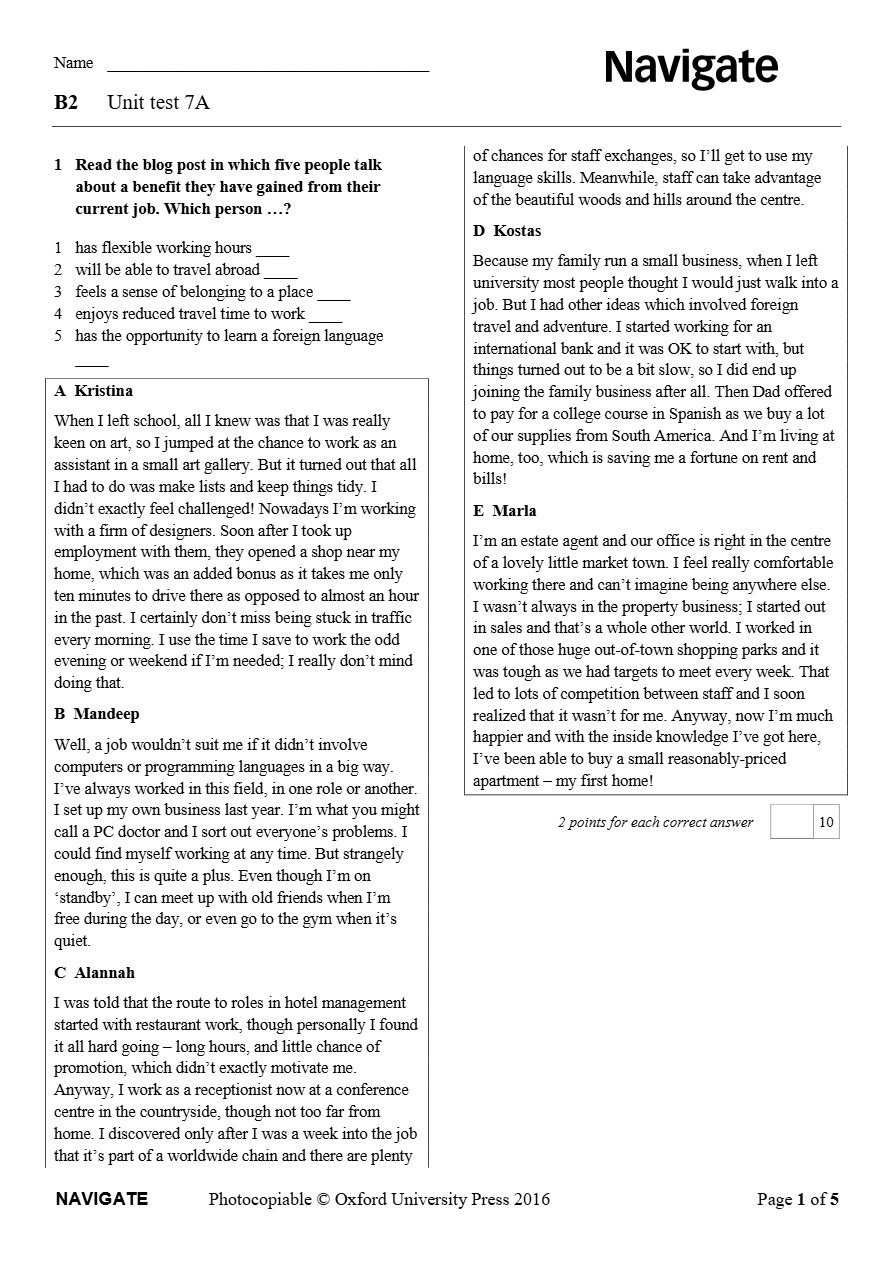 Name ________________________________________
Navigate
B2 Unit test 7A
1 Read the blog post in which five people talk
about a benefit they have gained from their
current job. Which person …?
1 has flexible working hours ____
2 will be able to travel abroad ____
3 feels a sense of belonging to a place ____
4 enjoys reduced travel time to work ____
5 has the opportunity to learn a foreign language
____
A Kristina
When I left school, all I knew was that I was really
keen on art, so I jumped at the chance to work as an
assistant in a small art gallery. But it turned out that all
I had to do was make lists and keep things tidy. I
didn’t exactly feel challenged! Nowadays I’m working
with a firm of designers. Soon after I took up
employment with them, they opened a shop near my
home, which was an added bonus as it takes me only
ten minutes to drive there as opposed to almost an hour
in the past. I certainly don’t miss being stuck in traffic
every morning. I use the time I save to work the odd
evening or weekend if I’m needed; I really don’t mind
doing that.
B Mandeep
Well, a job wouldn’t suit me if it didn’t involve
computers or programming languages in a big way.
I’ve always worked in this field, in one role or another.
I set up my own business last year. I’m what you might
call a PC doctor and I sort out everyone’s problems. I
could find myself working at any time. But strangely
enough, this is quite a plus. Even though I’m on
‘standby’, I can meet up with old friends when I’m
free during the day, or even go to the gym when it’s
quiet.
C Alannah
I was told that the route to roles in hotel management
started with restaurant work, though personally I found
it all hard going – long hours, and little chance of
promotion, which didn’t exactly motivate me.
Anyway, I work as a receptionist now at a conference
centre in the countryside, though not too far from
home. I discovered only after I was a week into the job
that it’s part of a worldwide chain and there are plenty
of chances for staff exchanges, so I’ll get to use my
language skills. Meanwhile, staff can take advantage
of the beautiful woods and hills around the centre.
D Kostas
Because my family run a small business, when I left
university most people thought I would just walk into a
job. But I had other ideas which involved foreign
travel and adventure. I started working for an
international bank and it was OK to start with, but
things turned out to be a bit slow, so I did end up
joining the family business after all. Then Dad offered
to pay for a college course in Spanish as we buy a lot
of our supplies from South America. And I’m living at
home, too, which is saving me a fortune on rent and
bills!
E Marla
I’m an estate agent and our office is right in the centre
of a lovely little market town. I feel really comfortable
working there and can’t imagine being anywhere else.
I wasn’t always in the property business; I started out
in sales and that’s a whole other world. I worked in
one of those huge out-of-town shopping parks and it
was tough as we had targets to meet every week. That
led to lots of competition between staff and I soon
realized that it wasn’t for me. Anyway, now I’m much
happier and with the inside knowledge I’ve got here,
I’ve been able to buy a small reasonably-priced
apartment – my first home!
2 points for each correct answer 10
NAVIGATE Photocopiable © Oxford University Press 2016 Page 1 of 5